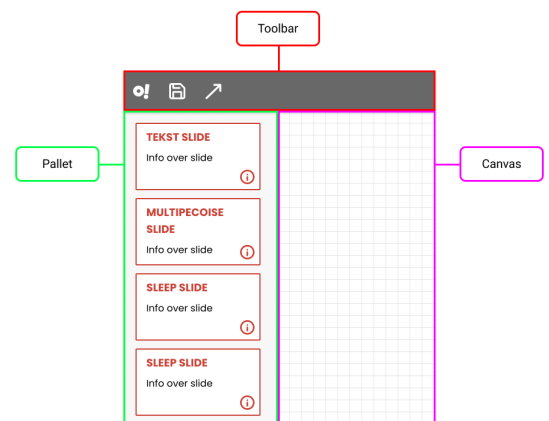 Toolbar
o!
TEKST SLIDE
Info over slide
Pallet
Canvas
MULTIPECOISE
SLIDE
Info over slide
SLEEP SLIDE
Info over slide
SLEEP SLIDE
Info over slide